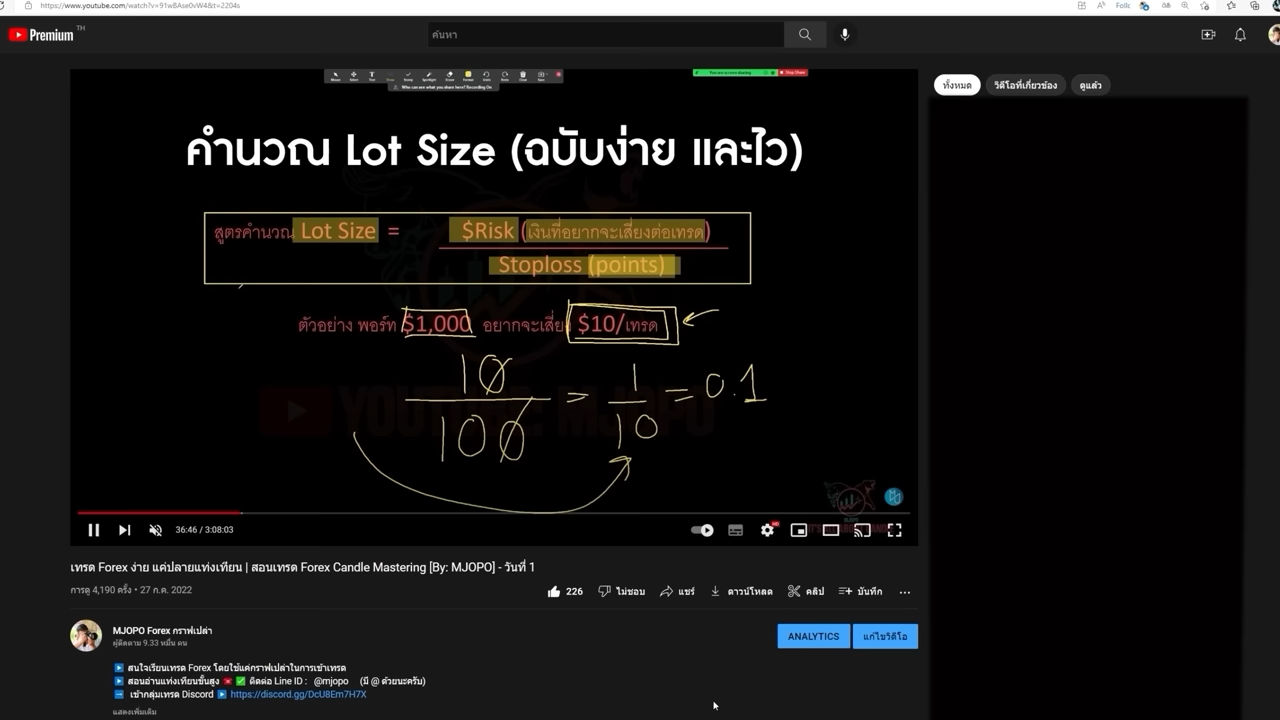 https://www.youtube.com/watch?v=91wBAse0vW4&t=2204s
Premium TH
ค้นหา
ทั้งหมด วิดีโอที่เกี่ยวข้อง ดูแล้ว
You are screen sharing Stop Share
Who can see what you share here? Recording On
คำนวณ Lot Size (ฉบับง่าย และไว)
สูตรคำนวณ Lot Size = $Risk (เงินที่อยากจะเสี่ยงต่อเทรด)
Stoploss (points)
ตัวอย่าง พอร์ท $1,000 อยากจะเสี่ยง $10/เทรด
10
100
= 1
10
= 0.1
YOUTUBE: MJOPO
36:46 / 3:08:03
เทรด Forex ง่าย แค่ปลายแท่งเทียน | สอนเทรด Forex Candle Mastering [By: MJOPO] - วันที่ 1
การดู 4,190 ครั้ง • 27 ก.ค. 2022
226 ไม่ชอบ แชร์ ดาวน์โหลด คลิป บันทึก
MJOPO Forex กราฟเปล่า
ผู้ติดตาม 9.33 หมื่น คน
ANALYTICS แก้ไขวิดีโอ
สนใจเรียนเทรด Forex โดยใช้แค่กราฟเปล่าในการเข้าเทรด
สอนอ่านแท่งเทียนขั้นสูง ติดต่อ Line ID : @mjopo (มี @ ด้วยนะครับ)
เข้ากลุ่มเทรด Discord https://discord.gg/DcU8Em7H7X
แสดงเพิ่มเติม